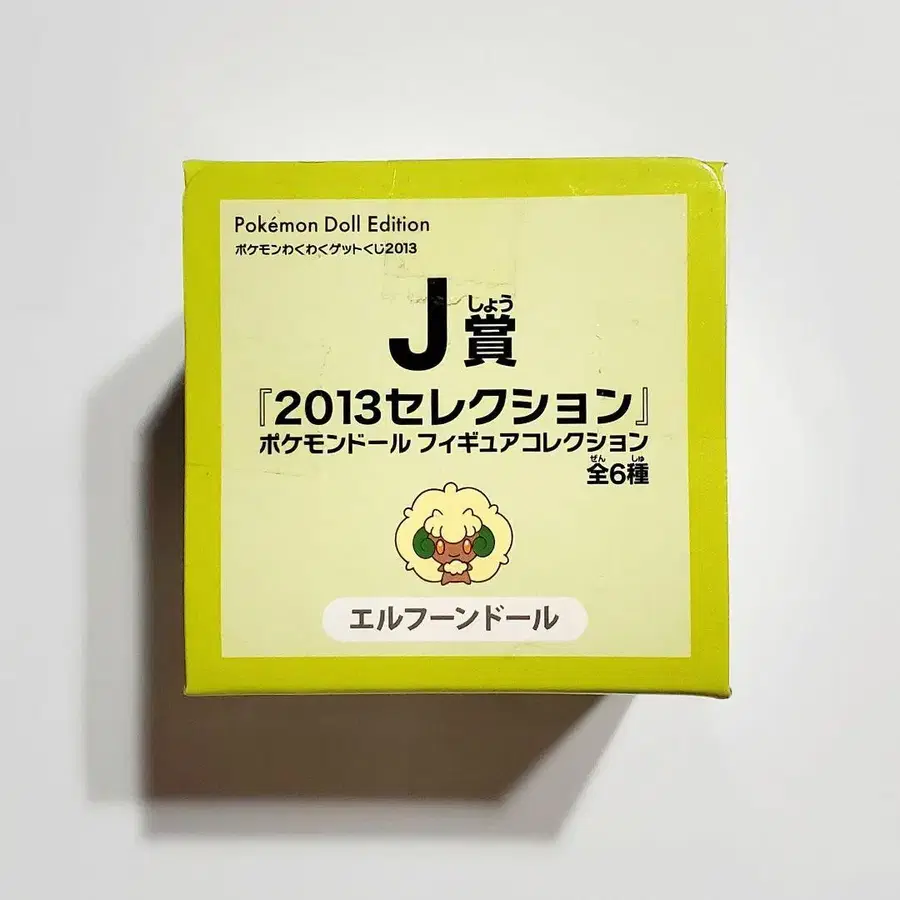 Pokémon Doll Edition
ポケモンわくわくゲットくじ2013
しょう
J賞
『2013セレクション』
ポケモンドール フィギュアコレクション
ぜん しゅ
全6種
エルフーンドール